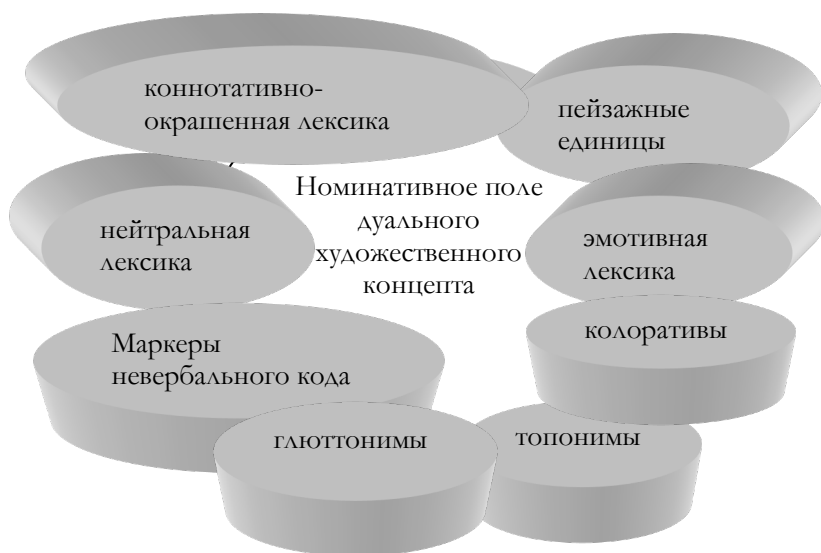 коннотативно-
окрашенная лексика
пейзажные
единицы
Номинативное поле
дуального
художественного
концепта
нейтральная
лексика
эмотивная
лексика
колоративы
Маркеры
невербального кода
глюттонимы
топонимы